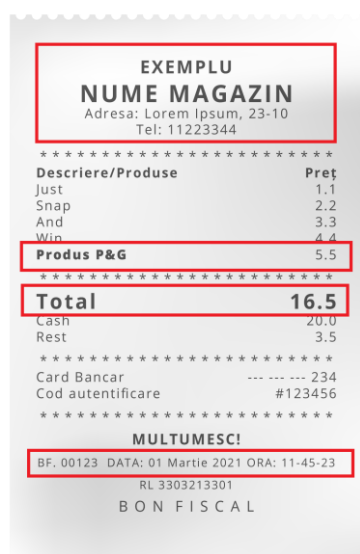 EXEMPLU
NUME MAGAZIN
Adresa: Lorem Ipsum, 23-10
Tel: 11223344
* * * * * * * * * * * * * * * * * * * * * * * *
Descriere/Produse Preț
Just 1.1
Snap 2.2
And 3.3
Win 4.4
Produs P&G 5.5
* * * * * * * * * * * * * * * * * * * * * * * *
Total 16.5
Cash 20.0
Rest 3.5
* * * * * * * * * * * * * * * * * * * * * * * *
Card Bancar --- --- --- 234
Cod autentificare #123456
* * * * * * * * * * * * * * * * * * * * * * * *
MULTUMESC!
BF. 00123 DATA: 01 Martie 2021 ORA: 11-45-23
RL 3303213301
BON FISCAL